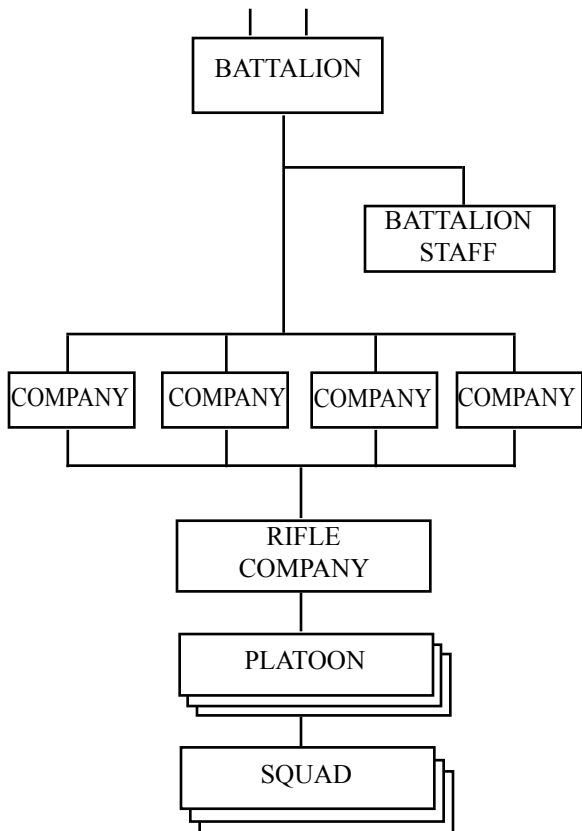 BATTALION
BATTALION
STAFF
COMPANY
COMPANY
COMPANY
COMPANY
RIFLE
COMPANY
PLATOON
SQUAD